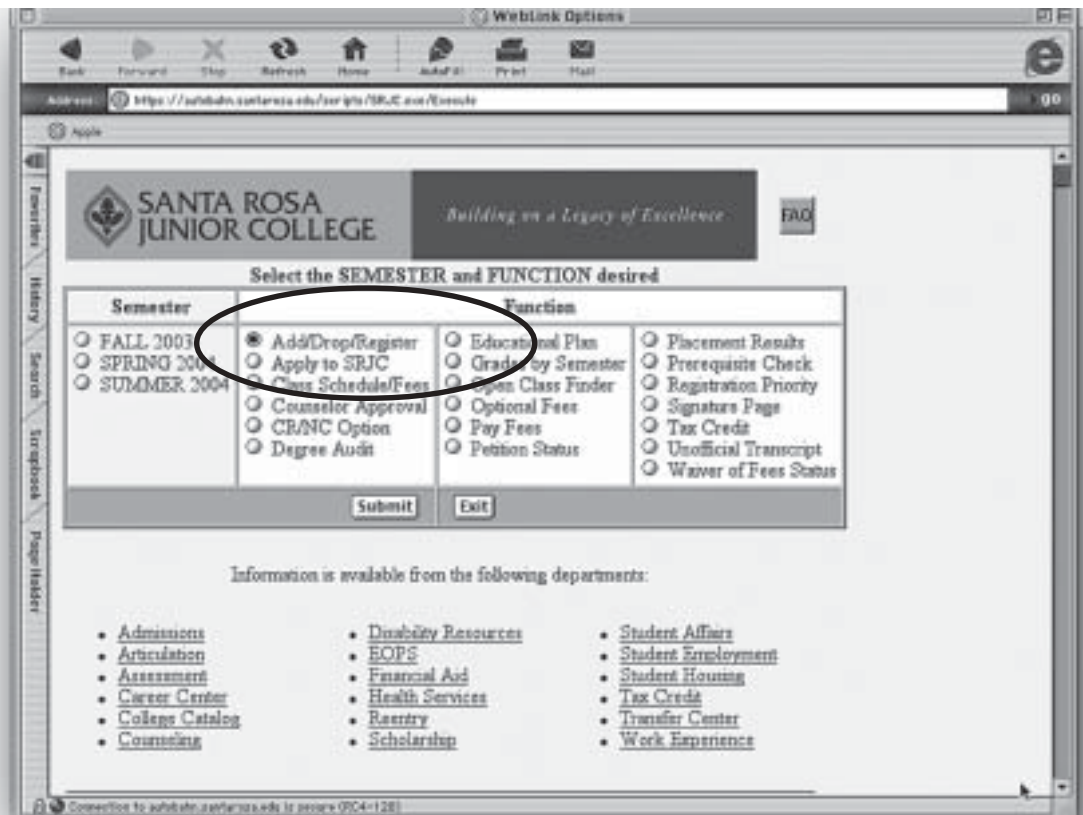 WebLink Options
Back Forward Stop Refresh Home AutoFill Print Mail
Address: https://autobahn.santarosa.edu/scripts/SRJC.exe/Execute go
Apple
Favorites
History
Search
Scrapbook
Page Holder
SANTA ROSA
JUNIOR COLLEGE
Building on a Legacy of Excellence
FAQ
Select the SEMESTER and FUNCTION desired
Semester Function
FALL 2003 Add/Drop/Register Educational Plan Placement Results
SPRING 2004 Apply to SRJC Grades by Semester Prerequisite Check
SUMMER 2004 Class Schedule/Fees Open Class Finder Registration Priority
Counselor Approval Optional Fees Signature Page
CR/NC Option Pay Fees Tax Credit
Degree Audit Petition Status Unofficial Transcript
Waiver of Fees Status
Submit Exit
Information is available from the following departments:
Admissions Disability Resources Student Affairs
Articulation EOPS Student Employment
Assessment Financial Aid Student Housing
Career Center Health Services Tax Credit
College Catalog Reentry Transfer Center
Counseling Scholarship Work Experience
Connection to autobahn.santarosa.edu is secure (RC4-128)